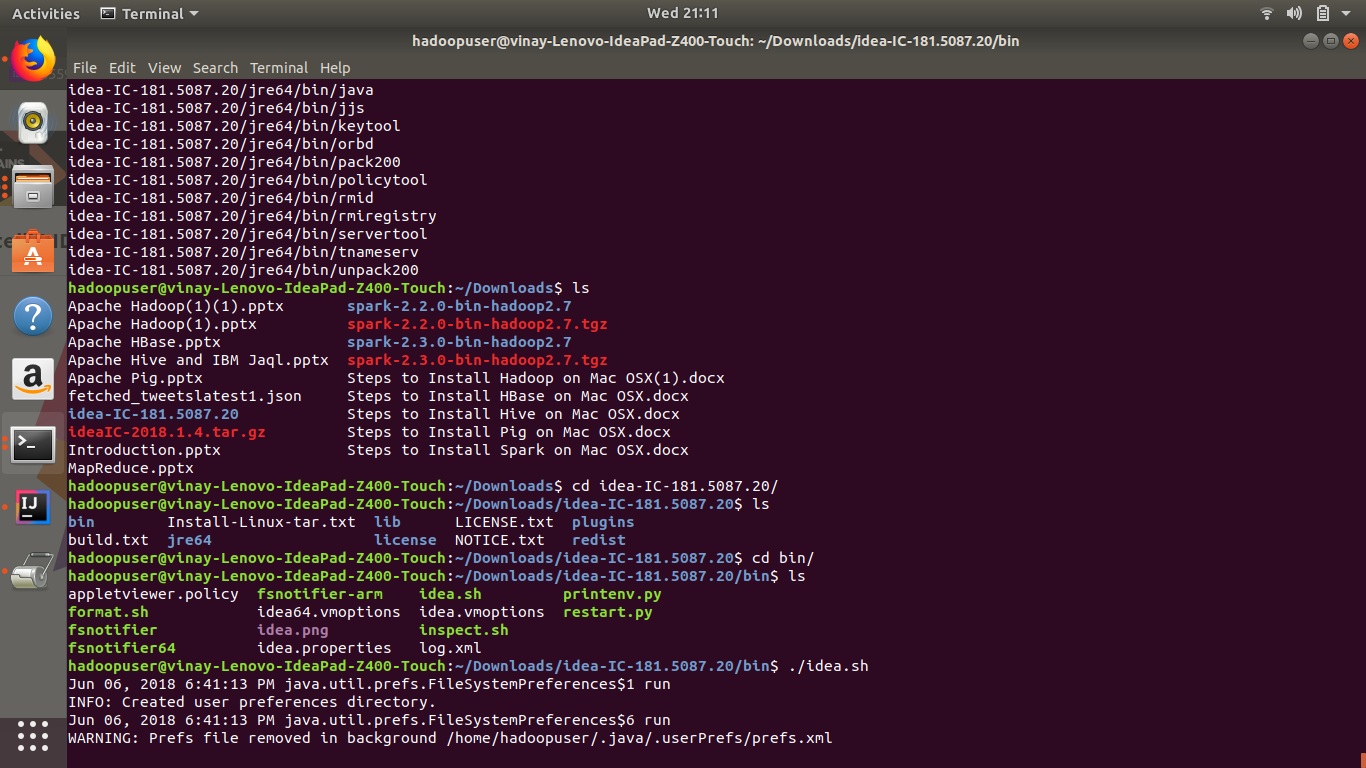 Activities Terminal Wed 21:11
hadoopuser@vinay-Lenovo-IdeaPad-Z400-Touch: ~/Downloads/idea-IC-181.5087.20/bin
File Edit View Search Terminal Help
idea-IC-181.5087.20/jre64/bin/java
idea-IC-181.5087.20/jre64/bin/jjs
idea-IC-181.5087.20/jre64/bin/keytool
idea-IC-181.5087.20/jre64/bin/orbd
idea-IC-181.5087.20/jre64/bin/pack200
idea-IC-181.5087.20/jre64/bin/policytool
idea-IC-181.5087.20/jre64/bin/rmid
idea-IC-181.5087.20/jre64/bin/rmiregistry
idea-IC-181.5087.20/jre64/bin/servertool
idea-IC-181.5087.20/jre64/bin/tnameserv
idea-IC-181.5087.20/jre64/bin/unpack200
hadoopuser@vinay-Lenovo-IdeaPad-Z400-Touch:~/Downloads$ ls
Apache Hadoop(1)(1).pptx spark-2.2.0-bin-hadoop2.7
Apache Hadoop(1).pptx spark-2.2.0-bin-hadoop2.7.tgz
Apache HBase.pptx spark-2.3.0-bin-hadoop2.7
Apache Hive and IBM Jaql.pptx spark-2.3.0-bin-hadoop2.7.tgz
Apache Pig.pptx Steps to Install Hadoop on Mac OSX(1).docx
fetched_tweetslatest1.json Steps to Install HBase on Mac OSX.docx
idea-IC-181.5087.20 Steps to Install Hive on Mac OSX.docx
ideaIC-2018.1.4.tar.gz Steps to Install Pig on Mac OSX.docx
Introduction.pptx Steps to Install Spark on Mac OSX.docx
MapReduce.pptx
hadoopuser@vinay-Lenovo-IdeaPad-Z400-Touch:~/Downloads$ cd idea-IC-181.5087.20/
hadoopuser@vinay-Lenovo-IdeaPad-Z400-Touch:~/Downloads/idea-IC-181.5087.20$ ls
bin Install-Linux-tar.txt lib LICENSE.txt plugins
build.txt jre64 license NOTICE.txt redist
hadoopuser@vinay-Lenovo-IdeaPad-Z400-Touch:~/Downloads/idea-IC-181.5087.20$ cd bin/
hadoopuser@vinay-Lenovo-IdeaPad-Z400-Touch:~/Downloads/idea-IC-181.5087.20/bin$ ls
appletviewer.policy fsnotifier-arm idea.sh printenv.py
format.sh idea64.vmoptions idea.vmoptions restart.py
fsnotifier idea.png inspect.sh
fsnotifier64 idea.properties log.xml
hadoopuser@vinay-Lenovo-IdeaPad-Z400-Touch:~/Downloads/idea-IC-181.5087.20/bin$ ./idea.sh
Jun 06, 2018 6:41:13 PM java.util.prefs.FileSystemPreferences$1 run
INFO: Created user preferences directory.
Jun 06, 2018 6:41:13 PM java.util.prefs.FileSystemPreferences$6 run
WARNING: Prefs file removed in background /home/hadoopuser/.java/.userPrefs/prefs.xml